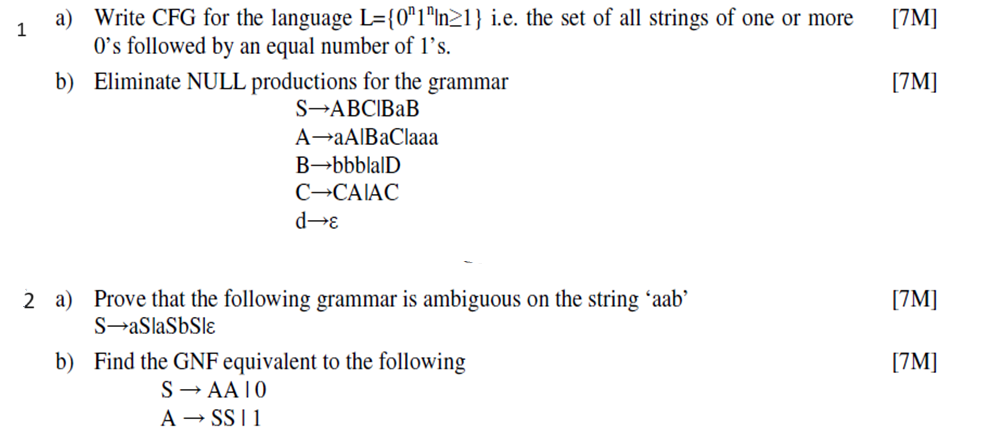 1 a) Write CFG for the language L={0ⁿ1ⁿ|n≥1} i.e. the set of all strings of one or more [7M]
0's followed by an equal number of 1's.
b) Eliminate NULL productions for the grammar [7M]
S→ABC|BaB
A→aA|BaC|aaa
B→bbb|a|D
C→CA|AC
d→ε
2 a) Prove that the following grammar is ambiguous on the string ‘aab’ [7M]
S→aS|aSbS|ε
b) Find the GNF equivalent to the following [7M]
S → AA | 0
A → SS | 1